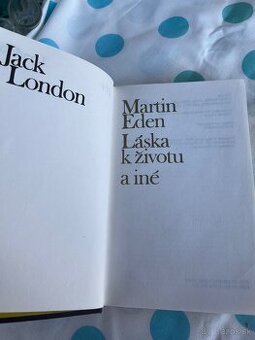 Jack
London
Martin
Eden
Láska
k životu
a iné